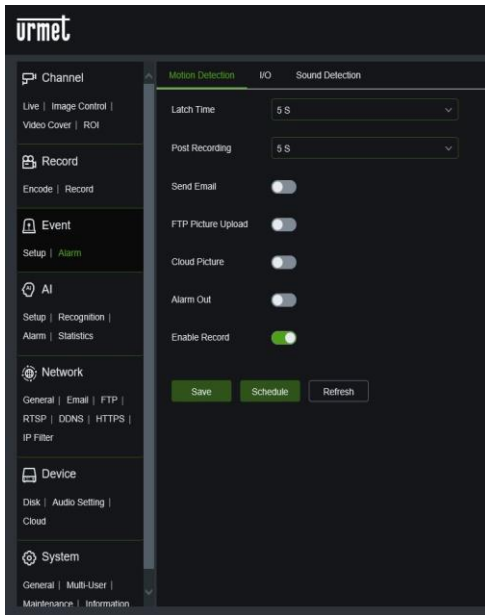 urmet
Channel
Live | Image Control |
Video Cover | ROI
Record
Encode | Record
Event
Setup | Alarm
AI
Setup | Recognition |
Alarm | Statistics
Network
General | Email | FTP |
RTSP | DDNS | HTTPS |
IP Filter
Device
Disk | Audio Setting |
Cloud
System
General | Multi-User |
Maintenance | Information
Motion Detection I/O Sound Detection
Latch Time 5 S
Post Recording 5 S
Send Email
FTP Picture Upload
Cloud Picture
Alarm Out
Enable Record
Save Schedule Refresh